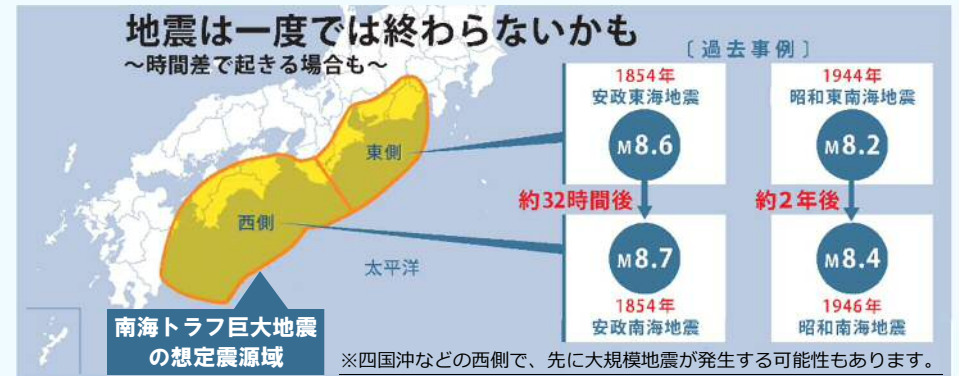 地震は一度では終わらないかも
～時間差で起きる場合も～
〔過去事例〕
1854年
安政東海地震
M8.6
約32時間後
M8.7
1854年
安政南海地震
1944年
昭和東南海地震
M8.2
約2年後
M8.4
1946年
昭和南海地震
東側
西側
太平洋
南海トラフ巨大地震
の想定震源域
※四国沖などの西側で、先に大規模地震が発生する可能性もあります。